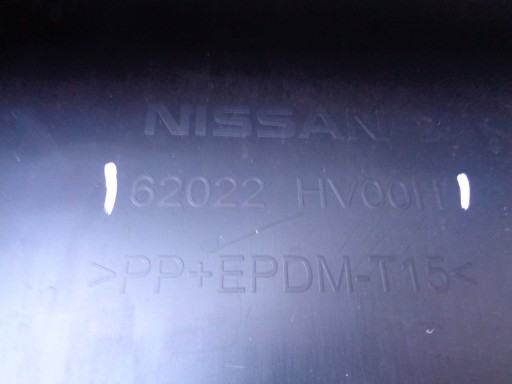 NISSAN
62022 HV00H
>PP+EPDM-T15<